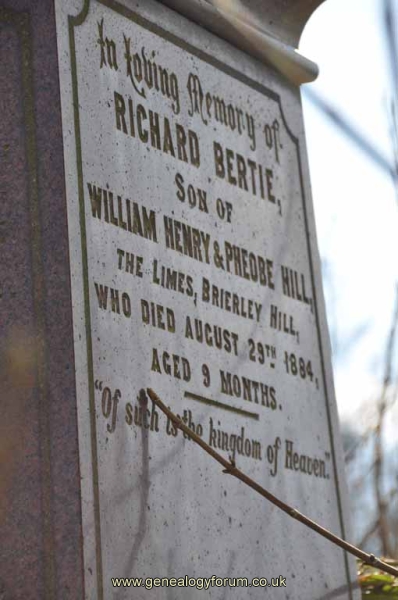 In Loving Memory of
RICHARD BERTIE,
SON OF
WILLIAM HENRY & PHEOBE HILL,
THE LIMES, BRIERLEY HILL,
WHO DIED AUGUST 29TH 1884,
AGED 9 MONTHS.
"Of such is the kingdom of Heaven."
www.genealogyforum.co.uk